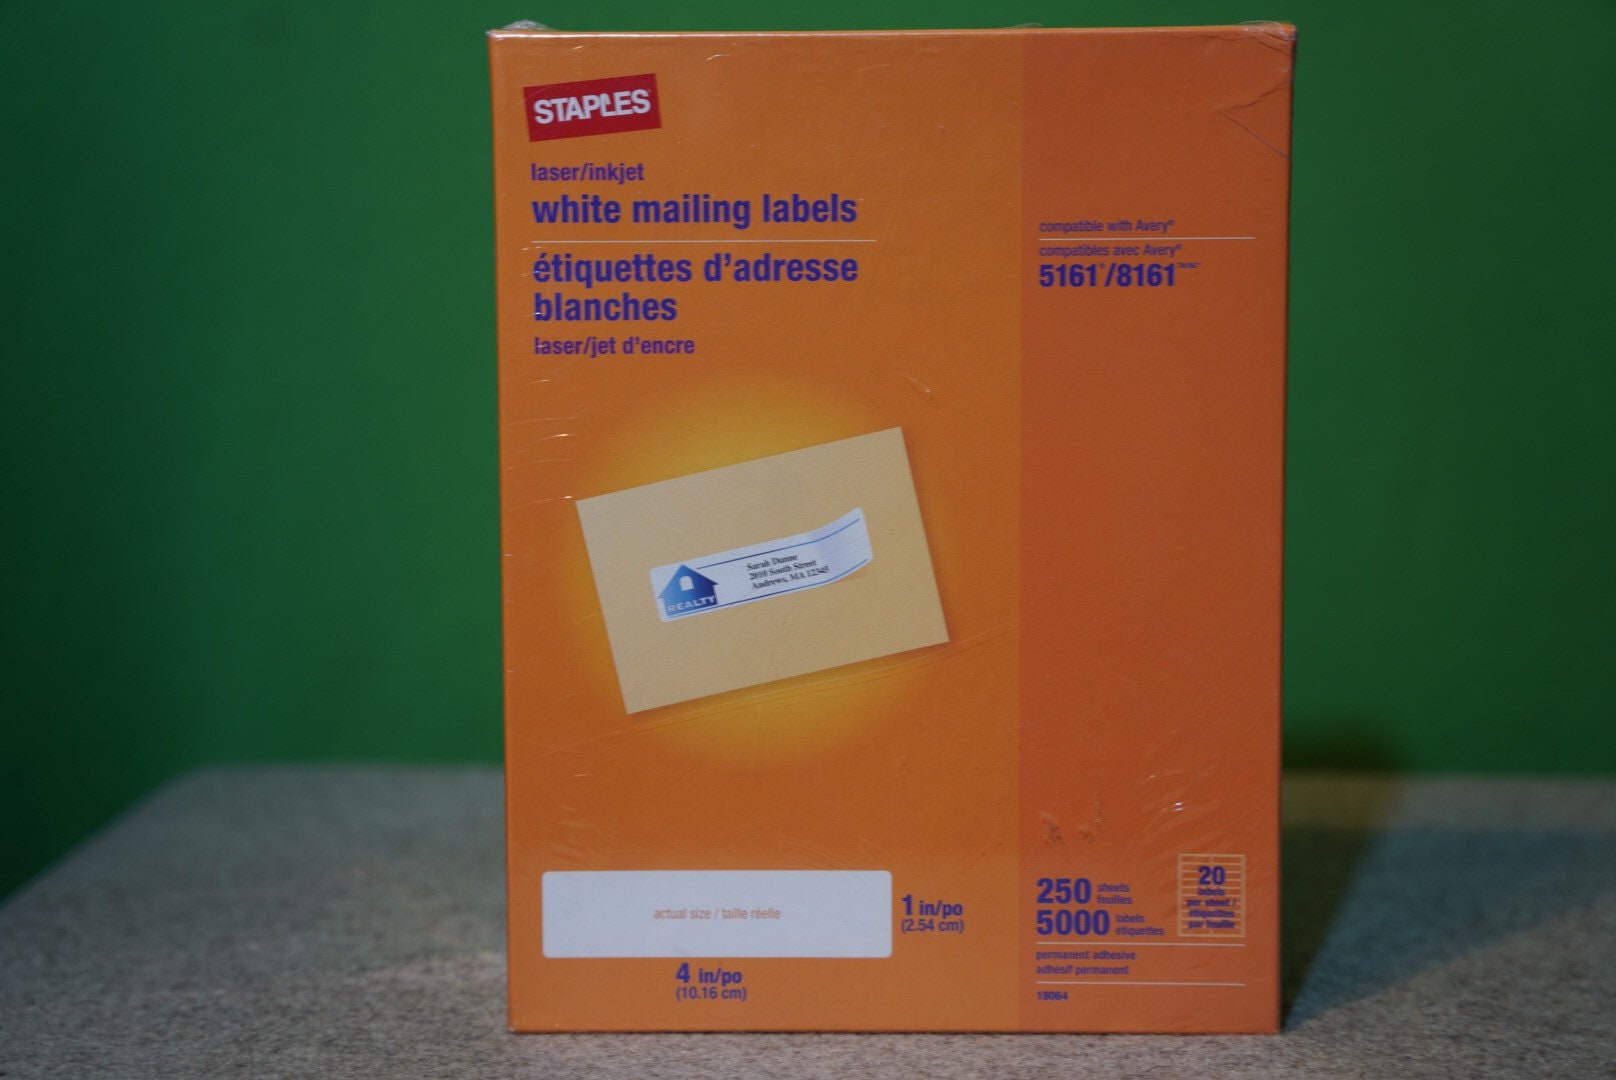 STAPLES
laser/inkjet
white mailing labels
étiquettes d'adresse
blanches
laser/jet d'encre
compatible with Avery®
compatibles avec Avery®
5161®/8161™/MC*
REALTY
Sarah Dunne
2010 South Street
Andrews, MA 12345
actual size / taille réelle
1 in/po
(2.54 cm)
4 in/po
(10.16 cm)
250 sheets
feuilles
5000 labels
étiquettes
20
labels
per sheet /
étiquettes
par feuille
permanent adhesive
adhésif permanent
18064